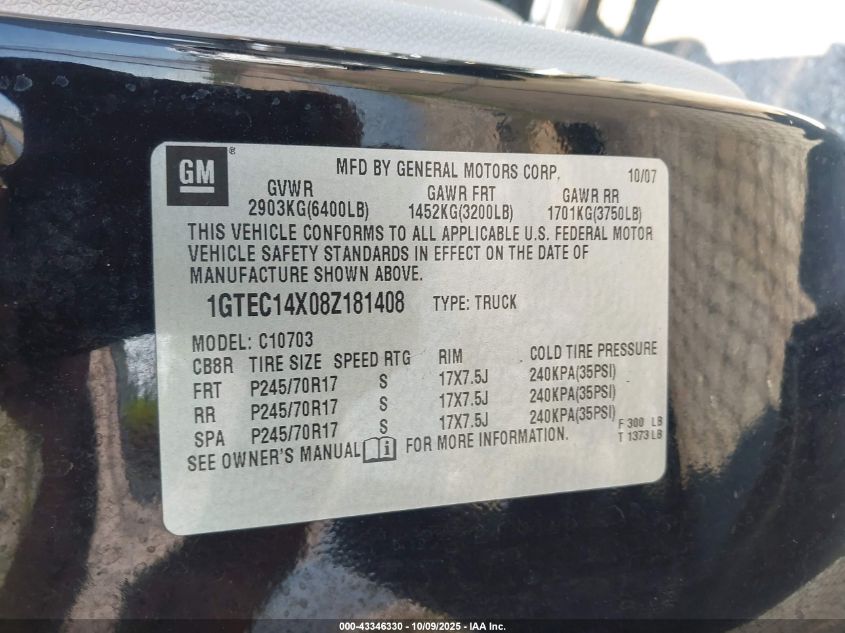 GM®
MFD BY GENERAL MOTORS CORP. 10/07
GVWR GAWR FRT GAWR RR
2903KG(6400LB) 1452KG(3200LB) 1701KG(3750LB)
THIS VEHICLE CONFORMS TO ALL APPLICABLE U.S. FEDERAL MOTOR
VEHICLE SAFETY STANDARDS IN EFFECT ON THE DATE OF
MANUFACTURE SHOWN ABOVE.
1GTEC14X08Z181408 TYPE: TRUCK
MODEL: C10703
CB8R TIRE SIZE SPEED RTG RIM COLD TIRE PRESSURE
FRT P245/70R17 S 17X7.5J 240KPA(35PSI)
RR P245/70R17 S 17X7.5J 240KPA(35PSI)
SPA P245/70R17 S 17X7.5J 240KPA(35PSI)
F 300 LB
T 1373 LB
SEE OWNER'S MANUAL i FOR MORE INFORMATION.
000-43346330 - 10/09/2025 - IAA Inc.